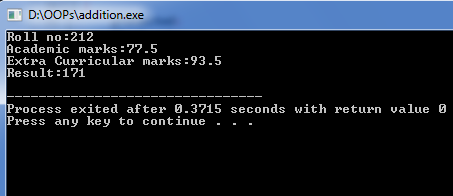 D:\OOPs\addition.exe
Roll no:212
Academic marks:77.5
Extra Curricular marks:93.5
Result:171
--------------------------------
Process exited after 0.3715 seconds with return value 0
Press any key to continue . . .